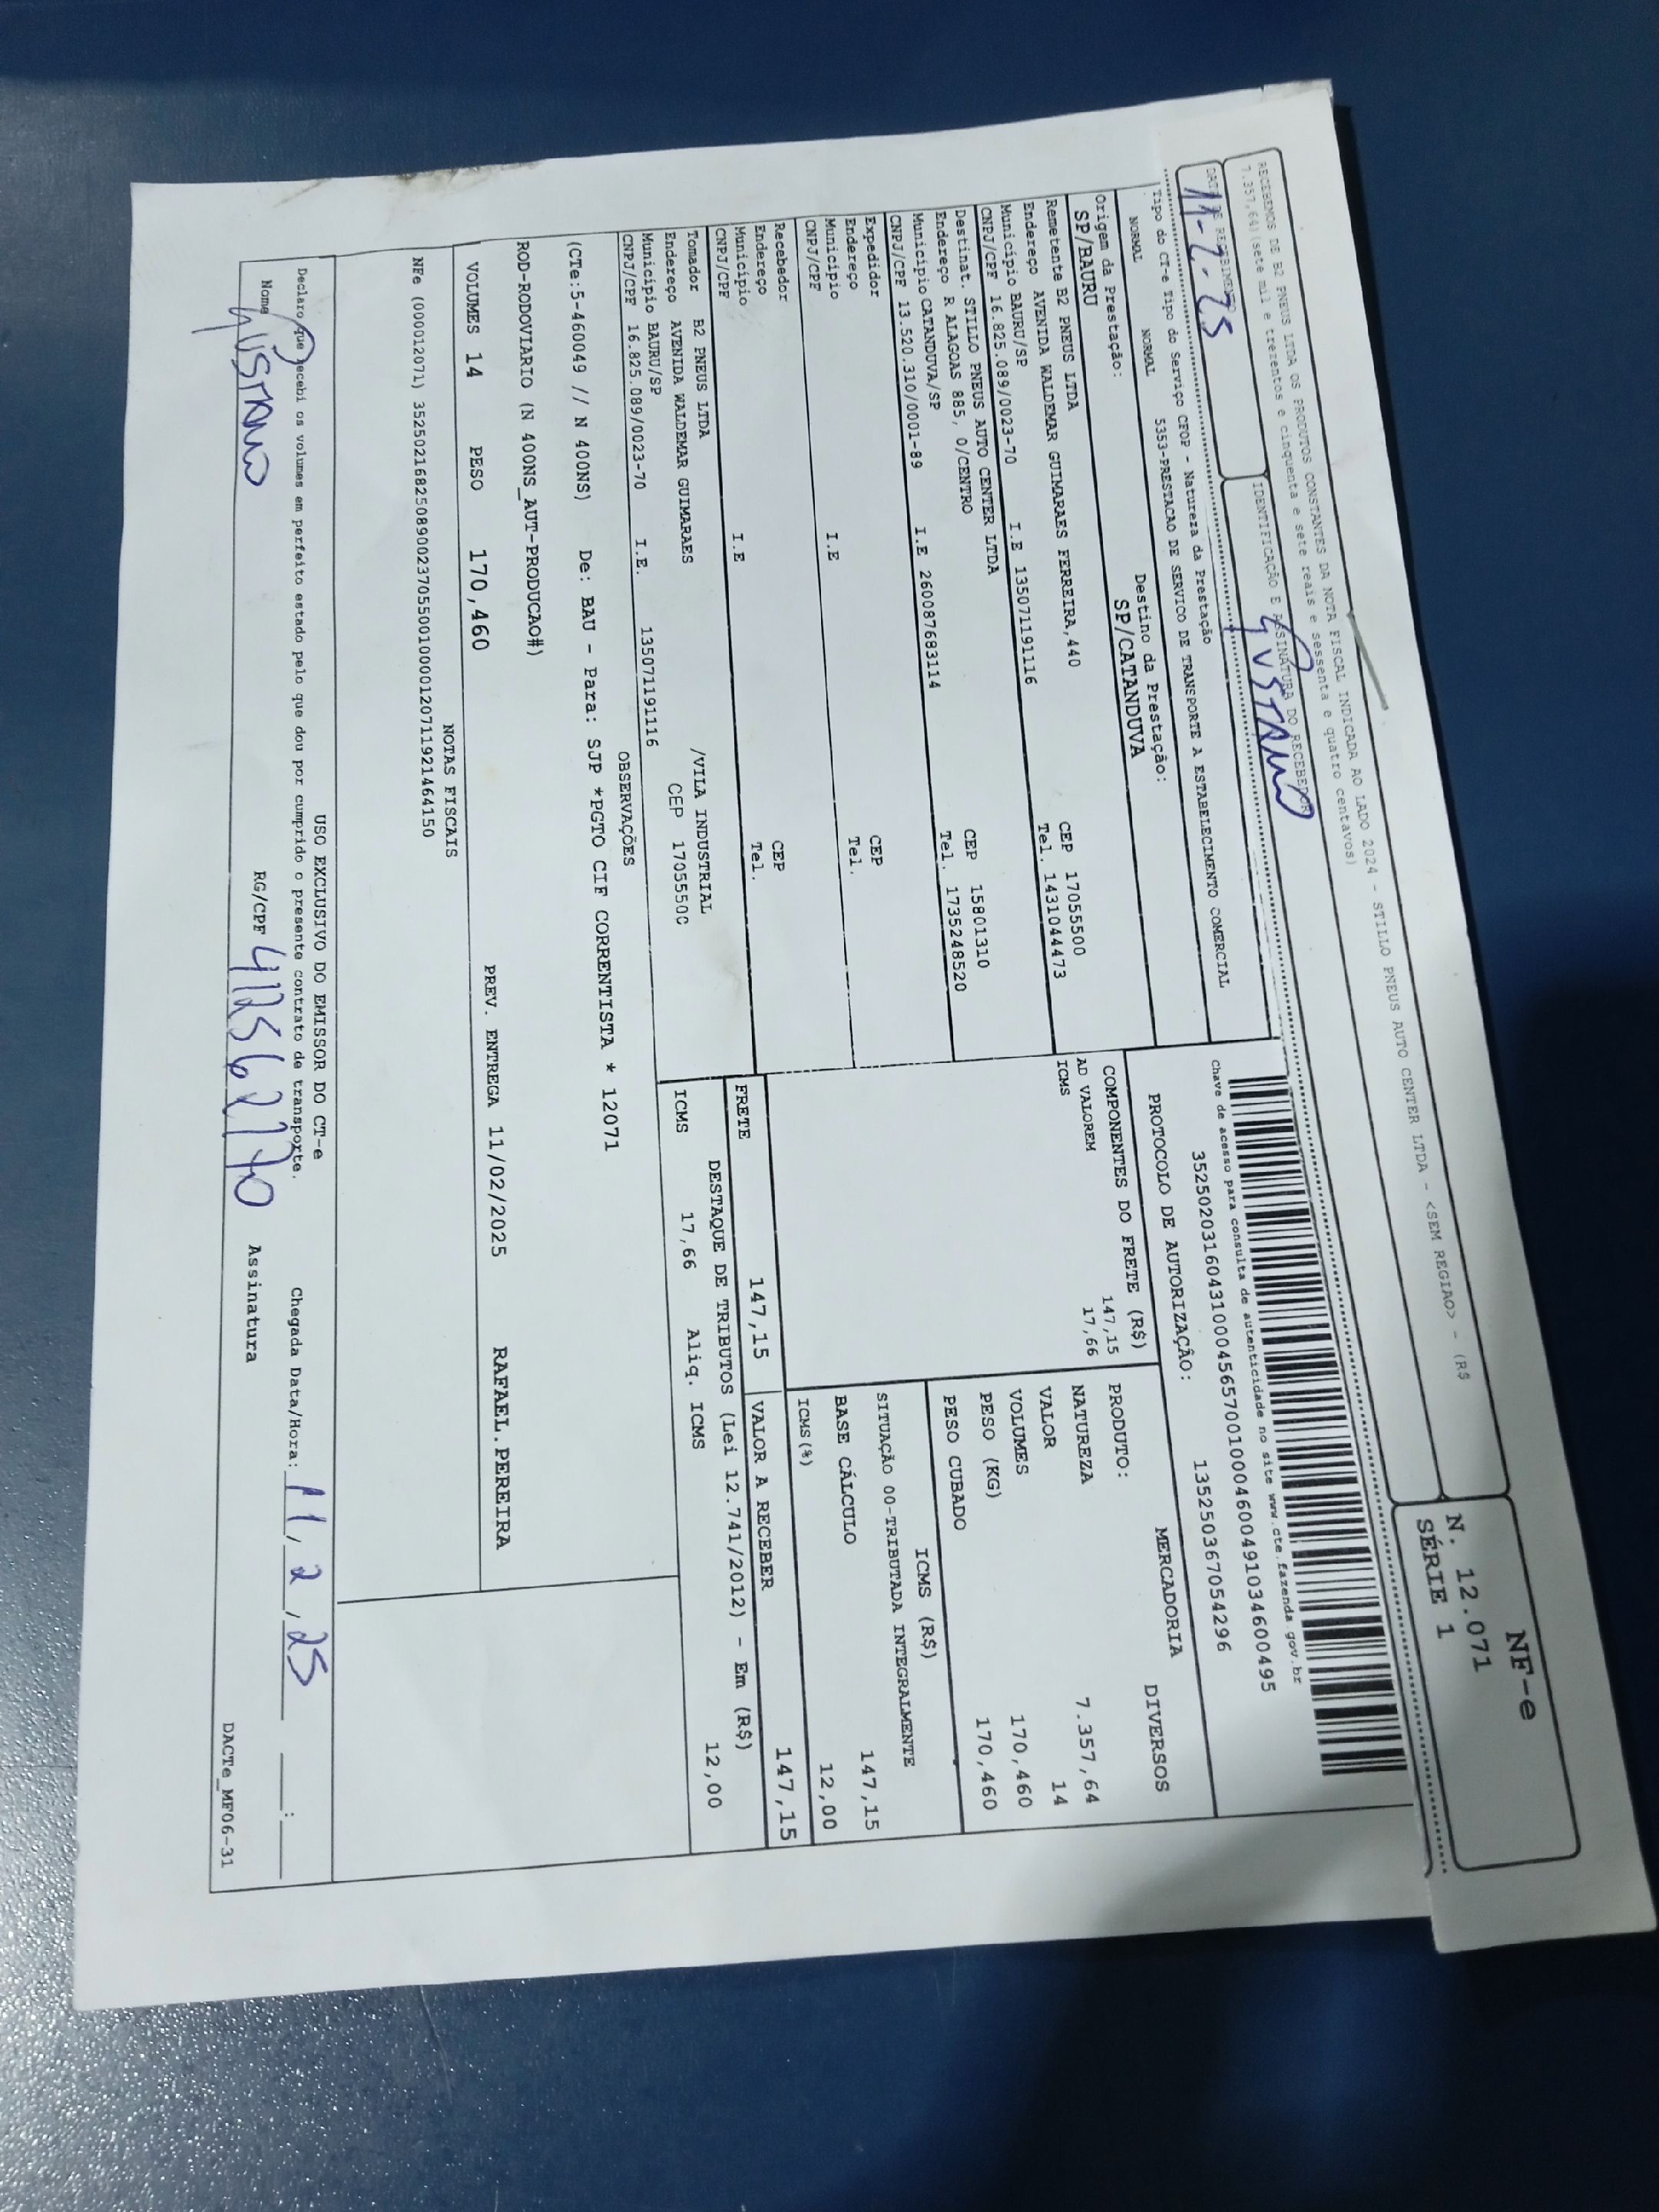 RECEBEMOS DE B2 PNEUS LTDA OS PRODUTOS CONSTANTES DA NOTA FISCAL INDICADA AO LADO 2024 - STILLO PNEUS AUTO CENTER LTDA - <SEM REGIAO> - (R$
7.357,64) (sete mil e trezentos e cinquenta e sete reais e sessenta e quatro centavos)
NF-e
N. 12.071
SÉRIE 1
DATA DE RECEBIMENTO
11-2-25
IDENTIFICAÇÃO E ASSINATURA DO RECEBEDOR
GUSTAVO
Tipo do CT-e Tipo do Serviço CFOP - Natureza da Prestação
NORMAL NORMAL 5353-PRESTACAO DE SERVICO DE TRANSPORTE A ESTABELECIMENTO COMERCIAL
Origem da Prestação: Destino da Prestação:
SP/BAURU SP/CATANDUVA
Chave de acesso para consulta de autenticidade no site www.cte.fazenda.gov.br
35250203160431000456570010004600491034600495
PROTOCOLO DE AUTORIZAÇÃO: 135250367054296
Remetente B2 PNEUS LTDA
Endereço AVENIDA WALDEMAR GUIMARAES FERREIRA,440 CEP 17055500
Município BAURU/SP Tel. 1431044473
CNPJ/CPF 16.825.089/0023-70 I.E 135071191116
Destinat. STILLO PNEUS AUTO CENTER LTDA
Endereço R ALAGOAS 885, 0/CENTRO CEP 15801310
Município CATANDUVA/SP Tel. 1735248520
CNPJ/CPF 13.520.310/0001-89 I.E 260087683114
Expedidor
Endereço CEP
Município Tel.
CNPJ/CPF I.E
Recebedor
Endereço CEP
Município Tel.
CNPJ/CPF I.E
Tomador B2 PNEUS LTDA
Endereço AVENIDA WALDEMAR GUIMARAES /VILA INDUSTRIAL
Município BAURU/SP CEP 17055500
CNPJ/CPF 16.825.089/0023-70 I.E. 135071191116
COMPONENTES DO FRETE (R$)
AD VALOREM 147,15
ICMS 17,66
MERCADORIA
PRODUTO: DIVERSOS
NATUREZA
VALOR 7.357,64
VOLUMES 14
PESO (KG) 170,460
PESO CUBADO 170,460
ICMS (R$)
SITUAÇÃO 00-TRIBUTADA INTEGRALMENTE
BASE CÁLCULO 147,15
ICMS(%) 12,00
FRETE 147,15
VALOR A RECEBER 147,15
DESTAQUE DE TRIBUTOS (Lei 12.741/2012) - Em (R$)
ICMS 17,66 Aliq. ICMS 12,00
OBSERVAÇÕES
(CTe:5-460049 // N 400NS) De: BAU - Para: SJP *PGTO CIF CORRENTISTA * 12071
ROD-RODOVIARIO (N 400NS_AUT-PRODUCAO#)
VOLUMES 14 PESO 170,460 PREV. ENTREGA 11/02/2025 RAFAEL.PEREIRA
NOTAS FISCAIS
NFe (000012071) 35250216825089002370550010000120711921464150
USO EXCLUSIVO DO EMISSOR DO CT-e
Declaro que recebi os volumes em perfeito estado pelo que dou por cumprido o presente contrato de transporte. Chegada Data/Hora: 11/2/25 __:__
Nome GUSTAVO RG/CPF Assinatura
DACTe_MF06-31